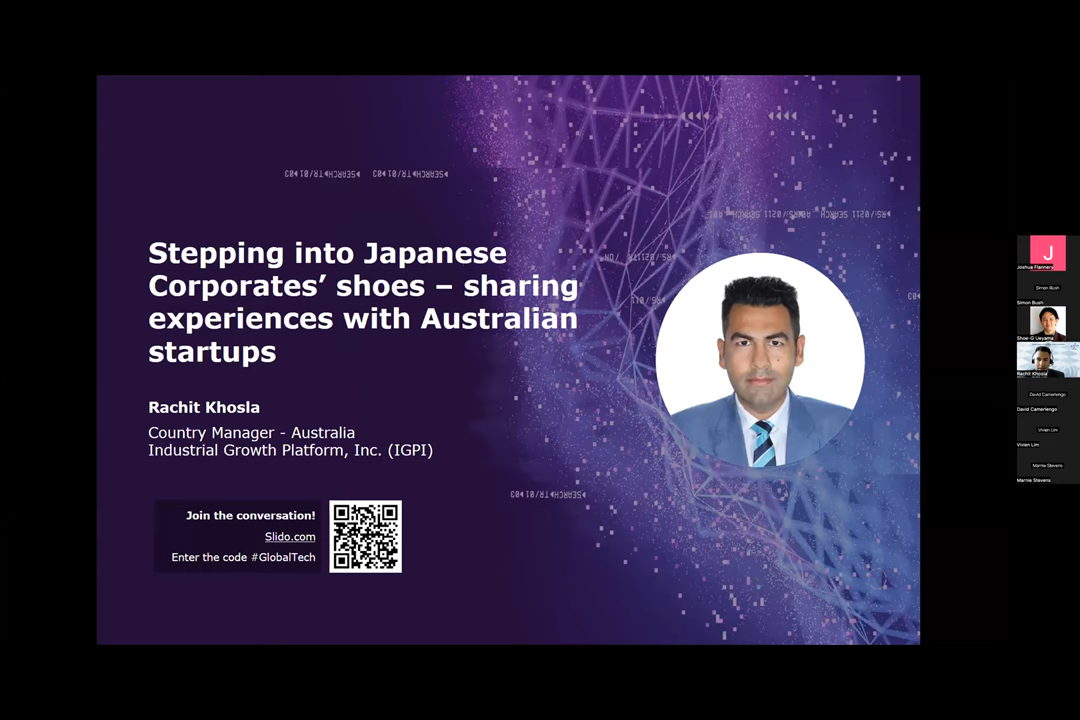 Stepping into Japanese
Corporates’ shoes – sharing
experiences with Australian
startups
Rachit Khosla
Country Manager - Australia
Industrial Growth Platform, Inc. (IGPI)
Join the conversation!
Slido.com
Enter the code #GlobalTech
J
Joshua Flannery
Simon Bush
Simon Bush
Shoe-G Ueyama
Rachit Khosla
David Camerlengo
David Camerlengo
Vivien Lim
Vivien Lim
Marnie Stevens
Marnie Stevens